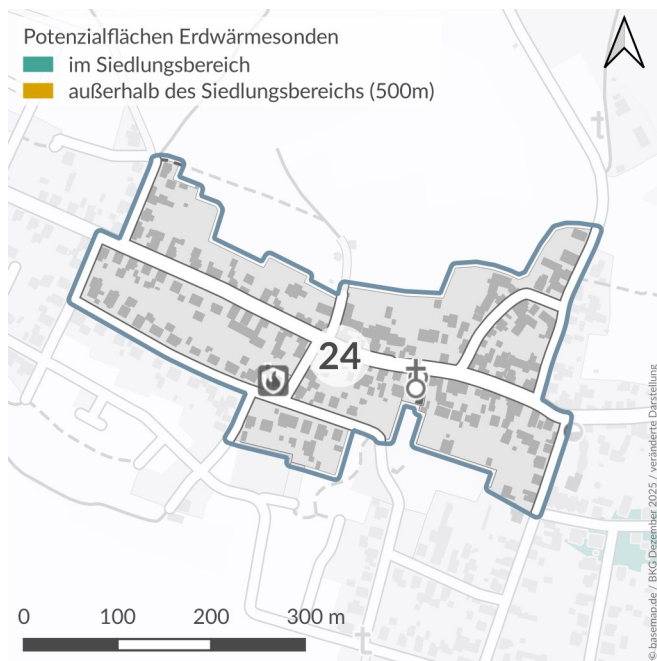 Potenzialflächen Erdwärmesonden
im Siedlungsbereich
außerhalb des Siedlungsbereichs (500m)
24
0 100 200 300 m
© basemap.de / BKG Dezember 2025 / veränderte Darstellung